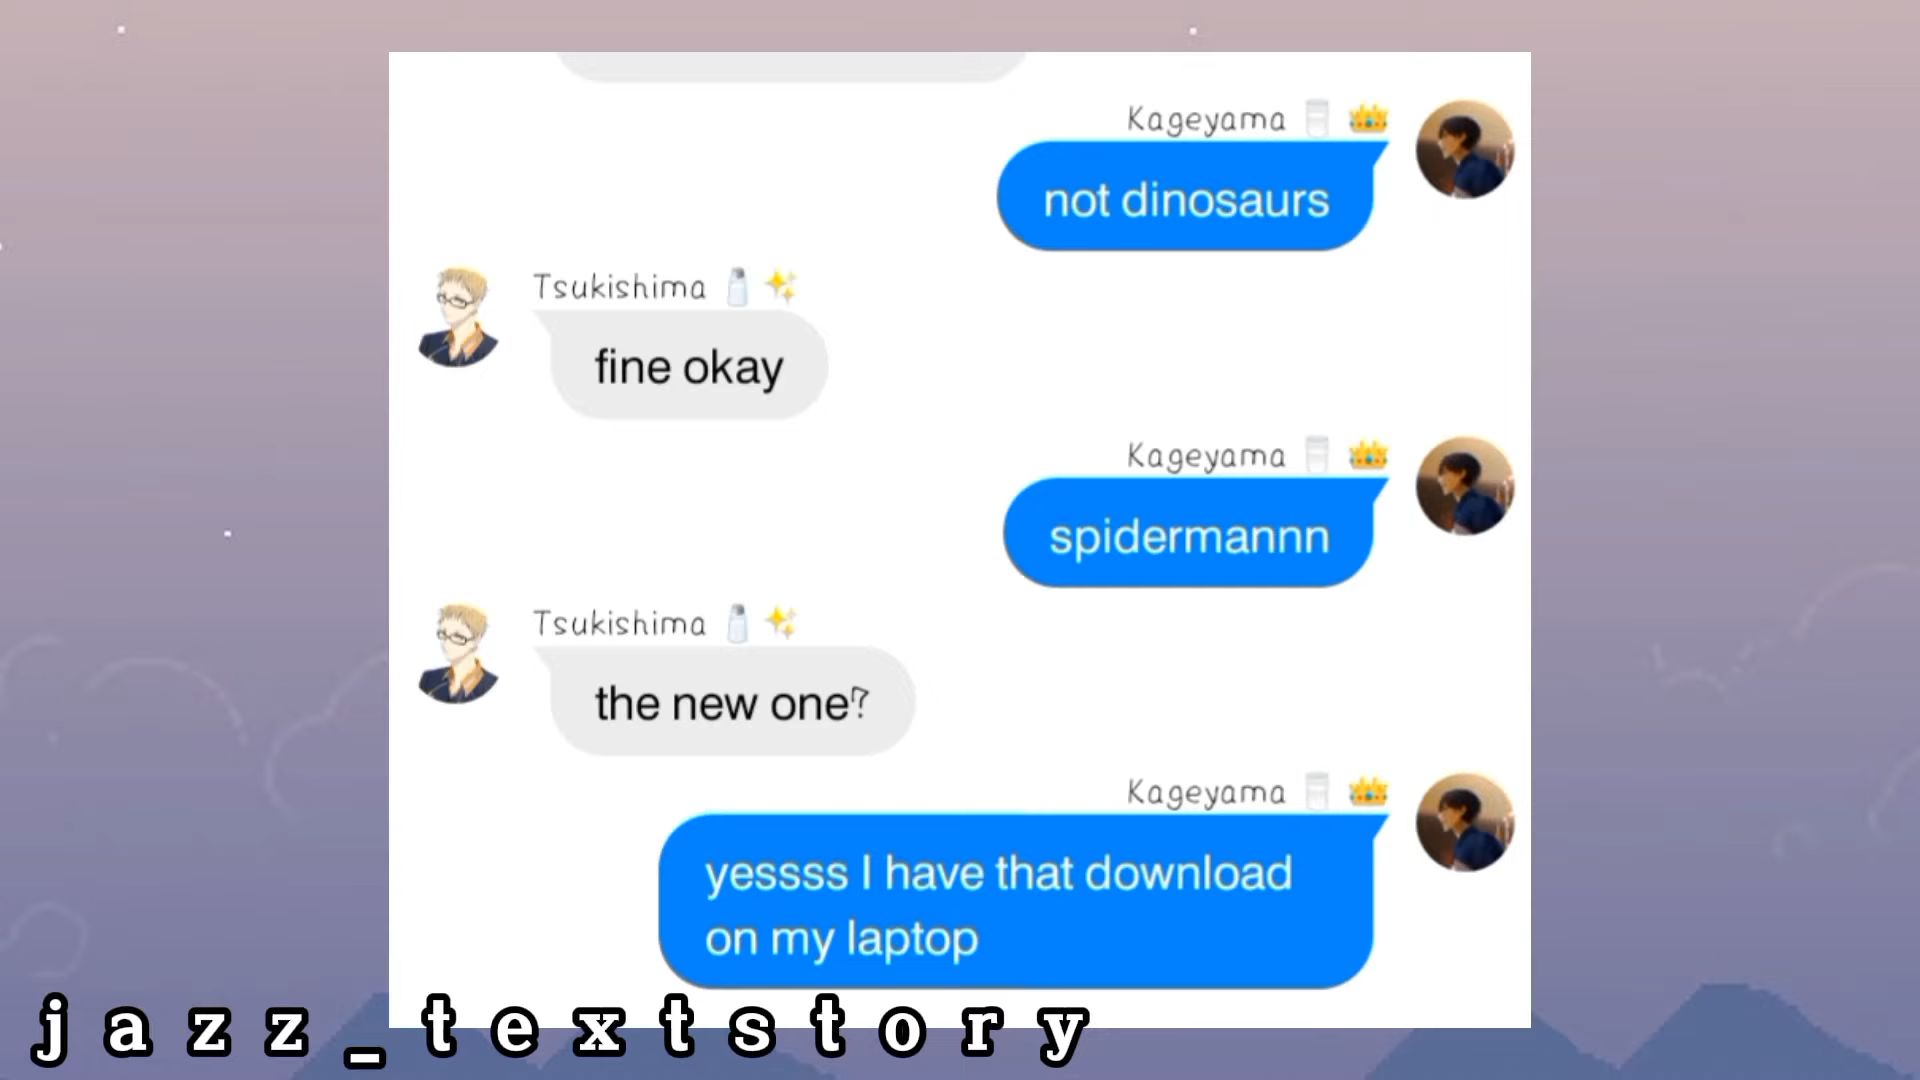 Kageyama 🥛 👑
not dinosaurs
Tsukishima 🧂 ✨
fine okay
Kageyama 🥛 👑
spidermannn
Tsukishima 🧂 ✨
the new one?
Kageyama 🥛 👑
yessss I have that download
on my laptop
jazz_textstory